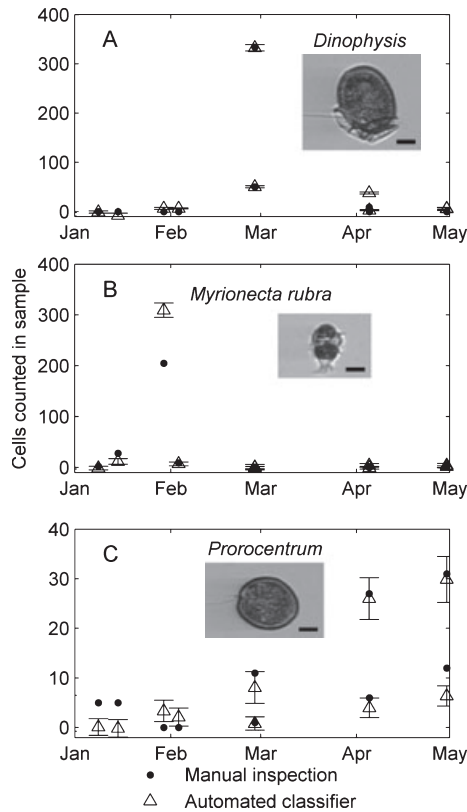 400
A
Dinophysis
300
200
100
0
Jan Feb Mar Apr May
400
B
Myrionecta rubra
300
200
100
0
Jan Feb Mar Apr May
Cells counted in sample
40
C
Prorocentrum
30
20
10
0
Jan Feb Mar Apr May
Manual inspection
Automated classifier